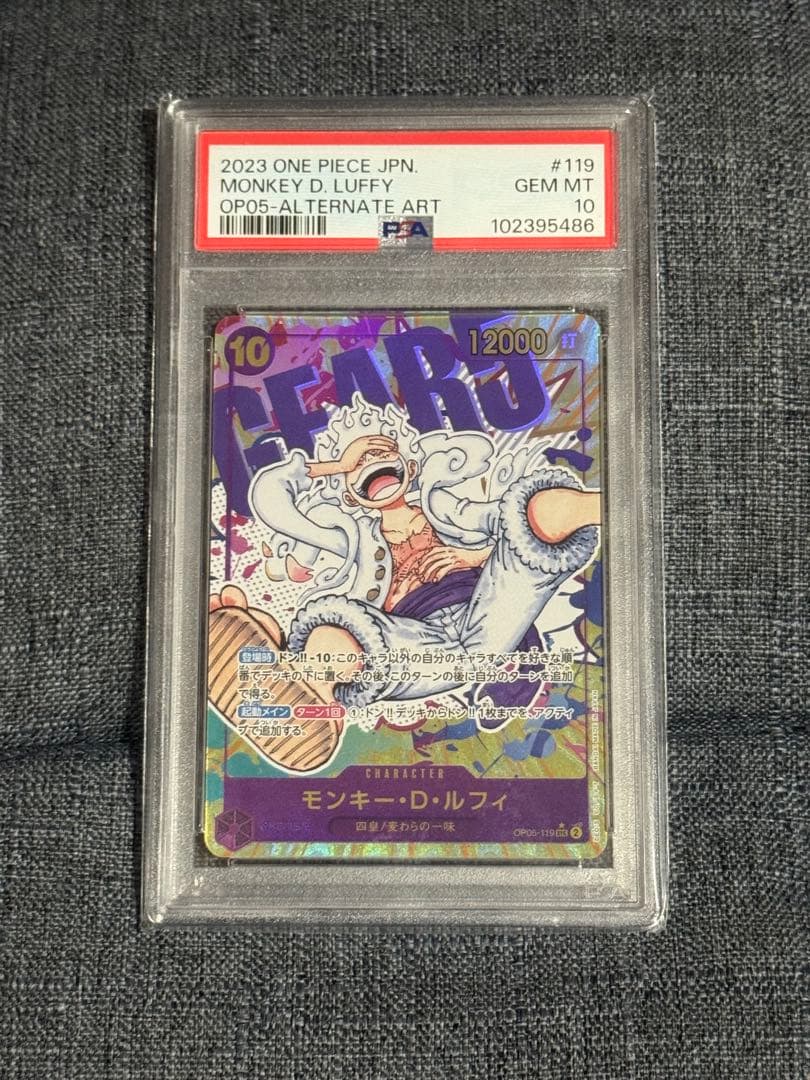 2023 ONE PIECE JPN. #119
MONKEY D. LUFFY GEM MT
OP05-ALTERNATE ART 10
PSA 102395486
10 12000 打
GEAR5
登場時 ドン!!-10:このキャラ以外の自分のキャラすべてを好きな順
番でデッキの下に置く。その後、このターンの後に自分のターンを追加
で得る。
起動メイン ターン1回 ①:ドン!!デッキからドン!!1枚までを、アクティ
ブで追加する。
CHARACTER
モンキー・D・ルフィ
四皇/麦わらの一味
OP05-119 SEC 2